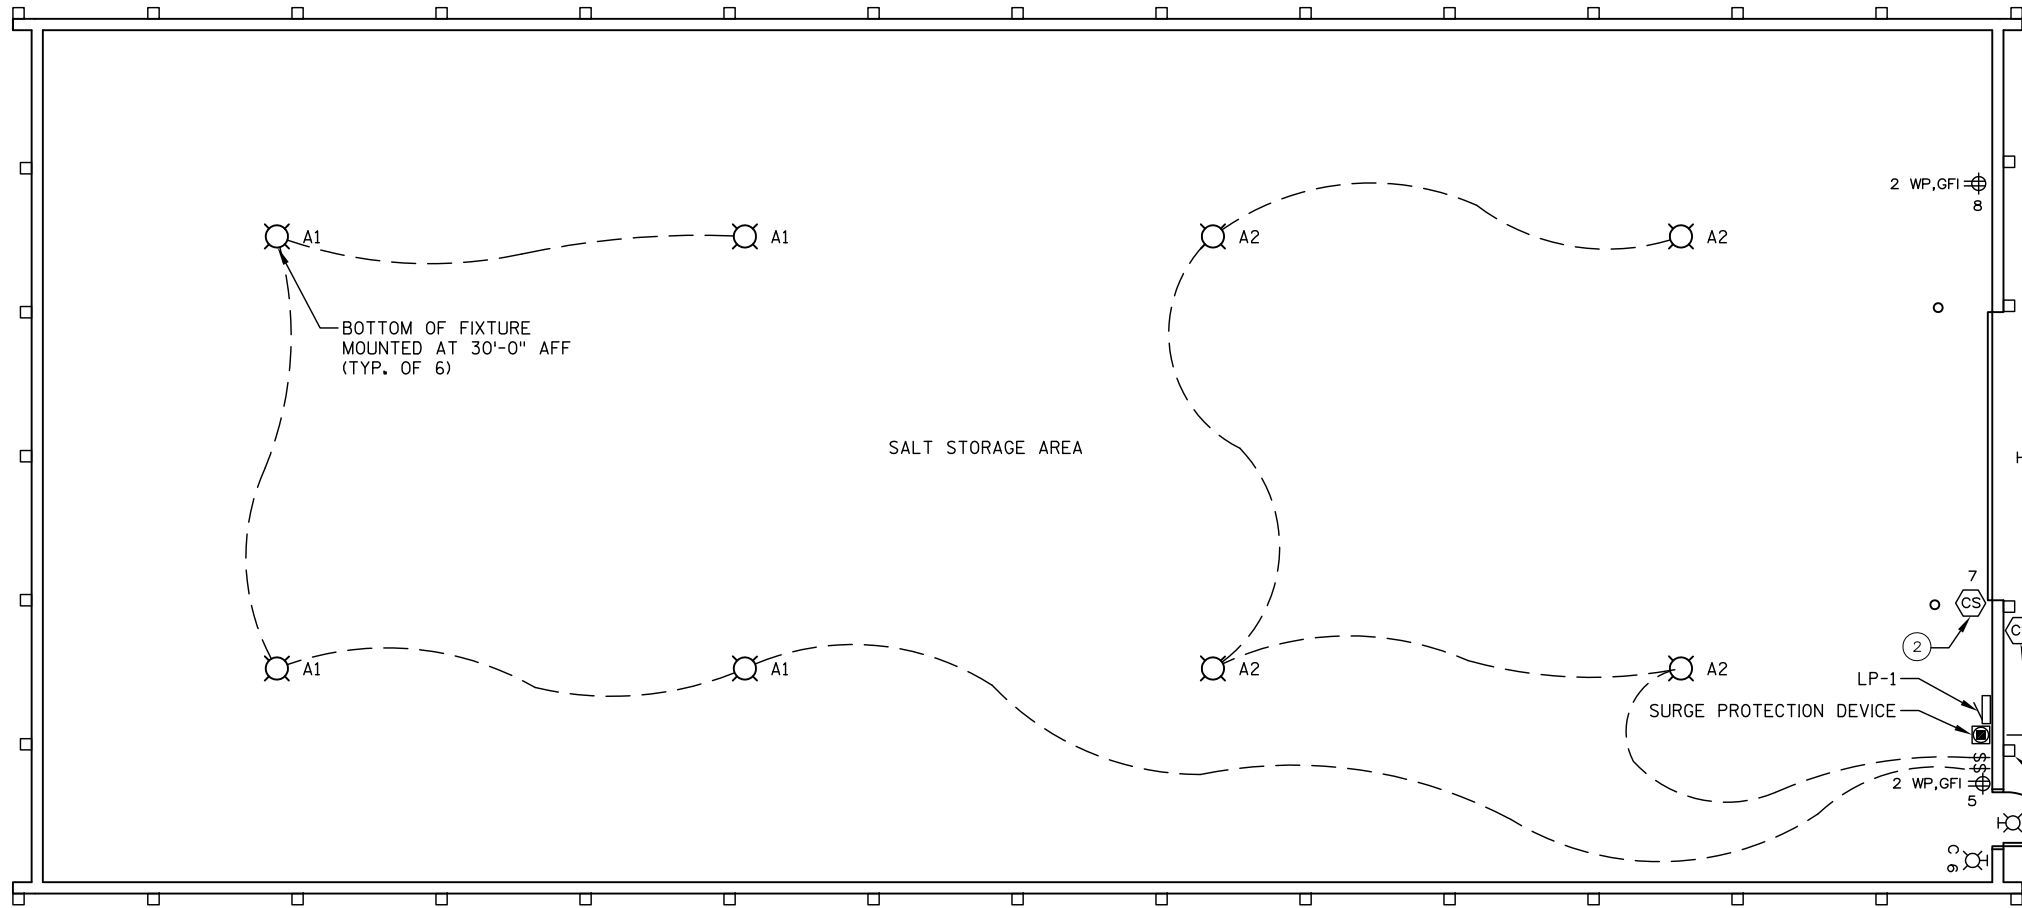 2 WP,GFI
8
A1
A1
A2
A2
BOTTOM OF FIXTURE
MOUNTED AT 30'-0" AFF
(TYP. OF 6)
SALT STORAGE AREA
7
CS
C
2
A1
A1
A2
A2
LP-1
SURGE PROTECTION DEVICE
S
S
2 WP,GFI
5
C
6